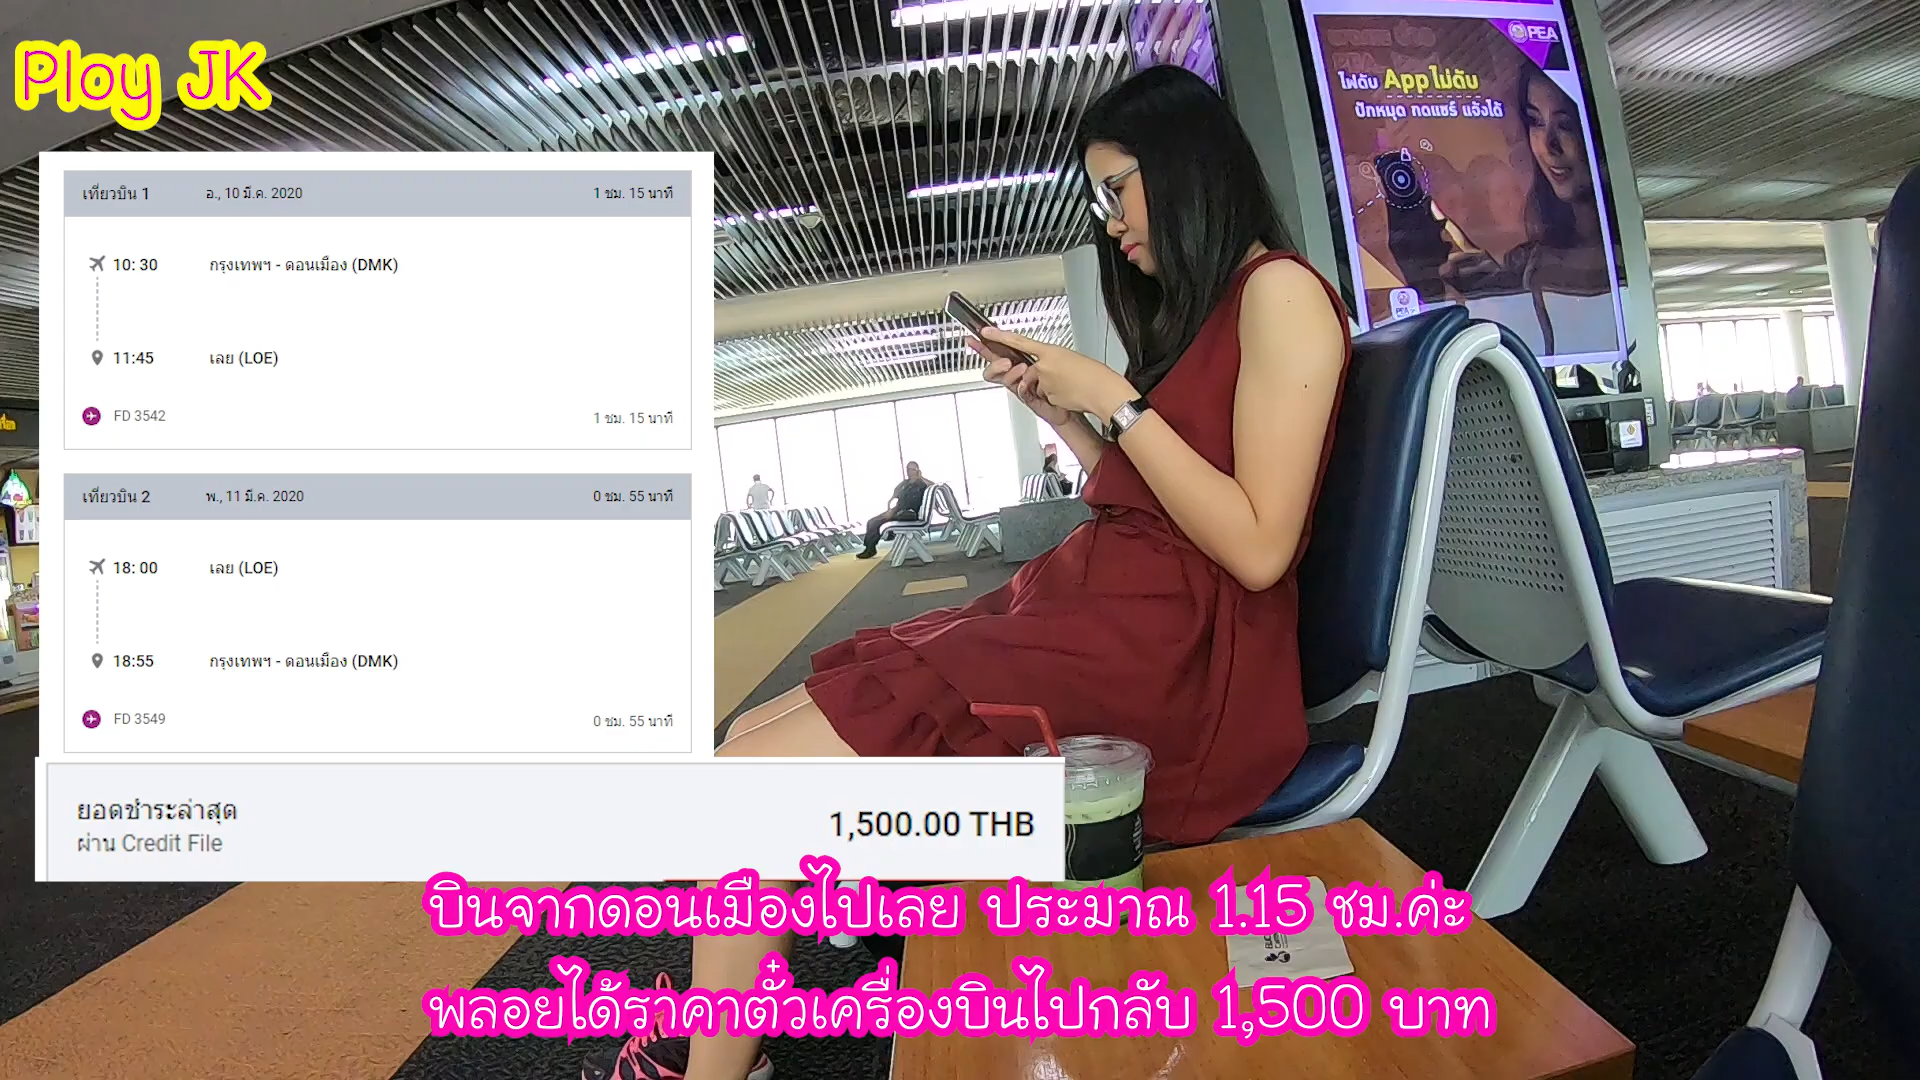 Ploy JK
เที่ยวบิน 1 อ., 10 มี.ค. 2020 1 ชม. 15 นาที
10: 30 กรุงเทพฯ - ดอนเมือง (DMK)
11:45 เลย (LOE)
FD 3542 1 ชม. 15 นาที
เที่ยวบิน 2 พ., 11 มี.ค. 2020 0 ชม. 55 นาที
18: 00 เลย (LOE)
18:55 กรุงเทพฯ - ดอนเมือง (DMK)
FD 3549 0 ชม. 55 นาที
ยอดชำระล่าสุด
ผ่าน Credit File
1,500.00 THB
PEA
ไฟดับ App ไม่ดับ
ปักหมุด กดแชร์ แจ้งได้
PEA
บินจากดอนเมืองไปเลย ประมาณ 1.15 ชม.ค่ะ
พลอยได้ราคาตั๋วเครื่องบินไปกลับ 1,500 บาท